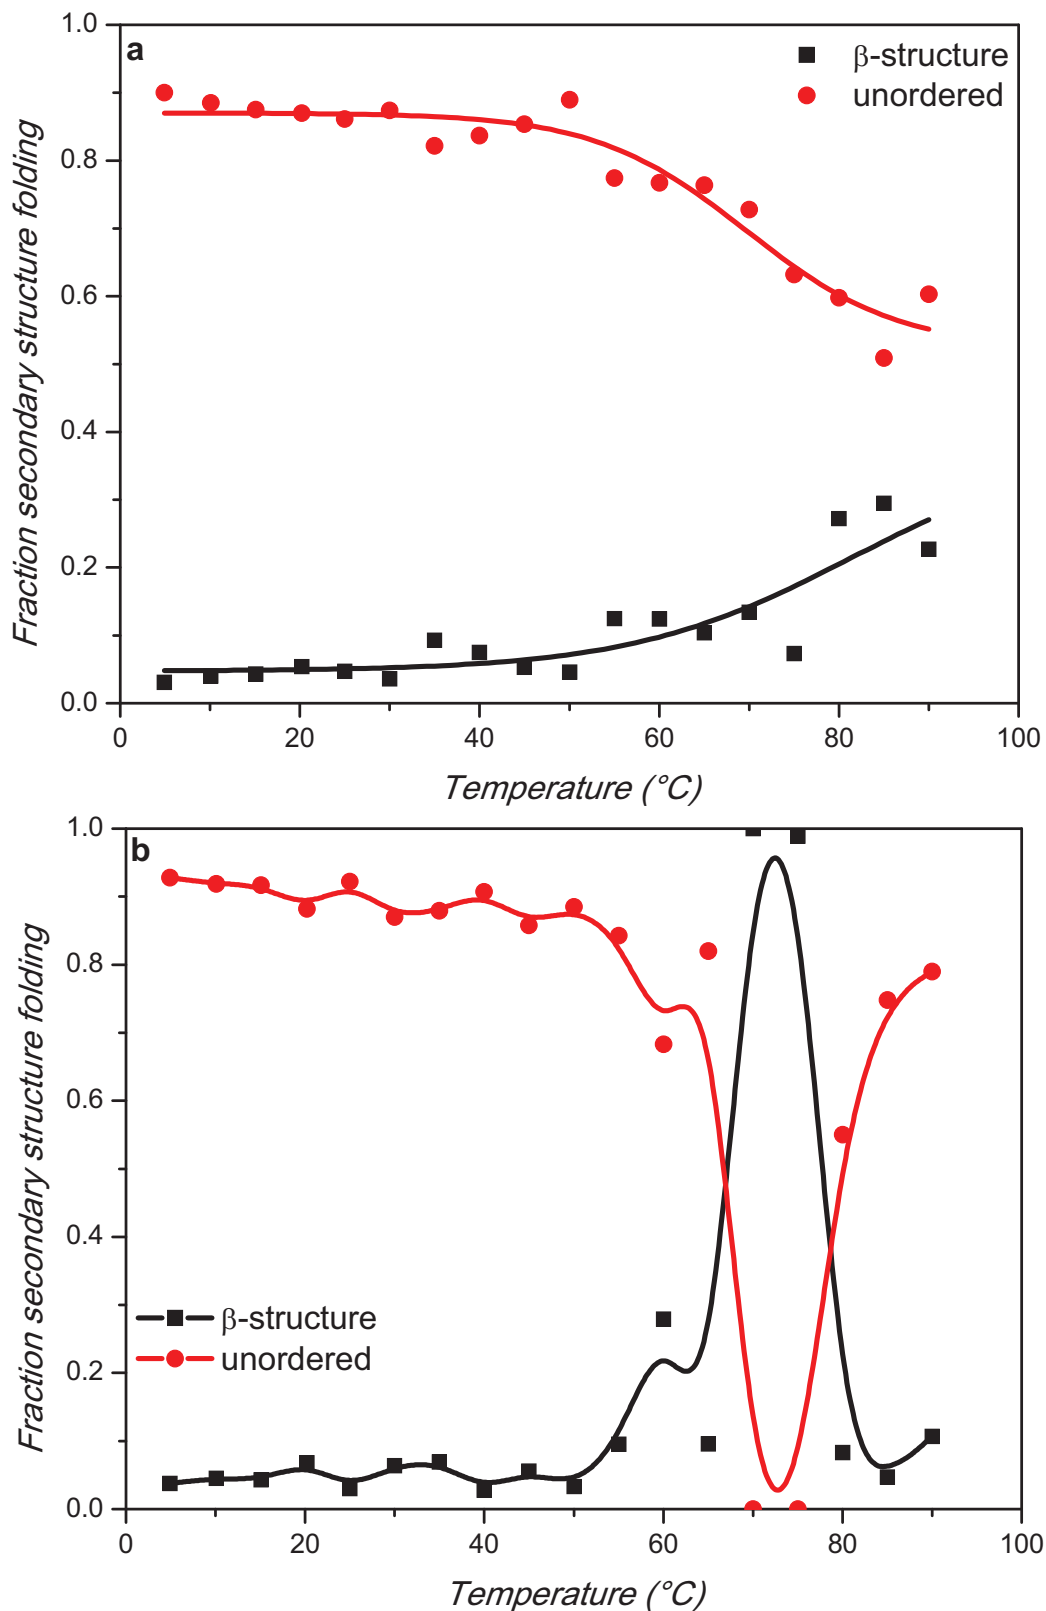 a
β-structure
unordered
Fraction secondary structure folding
1.0
0.8
0.6
0.4
0.2
0.0
0 20 40 60 80 100
Temperature (°C)
b
β-structure
unordered
Fraction secondary structure folding
1.0
0.8
0.6
0.4
0.2
0.0
0 20 40 60 80 100
Temperature (°C)